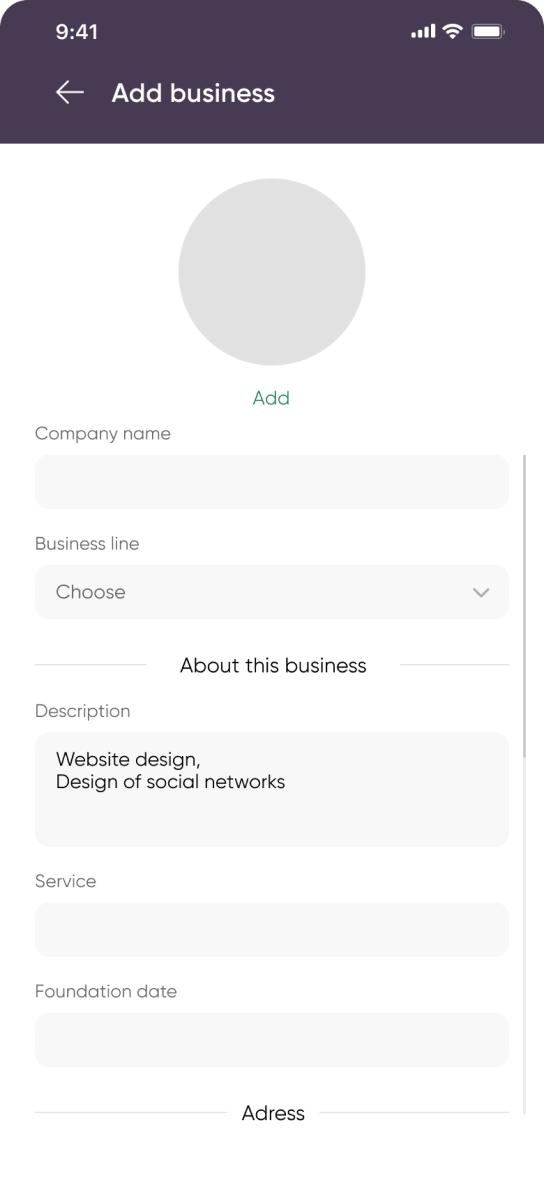 9:41
Add business
Add
Company name
Business line
Choose
About this business
Description
Website design,
Design of social networks
Service
Foundation date
Adress